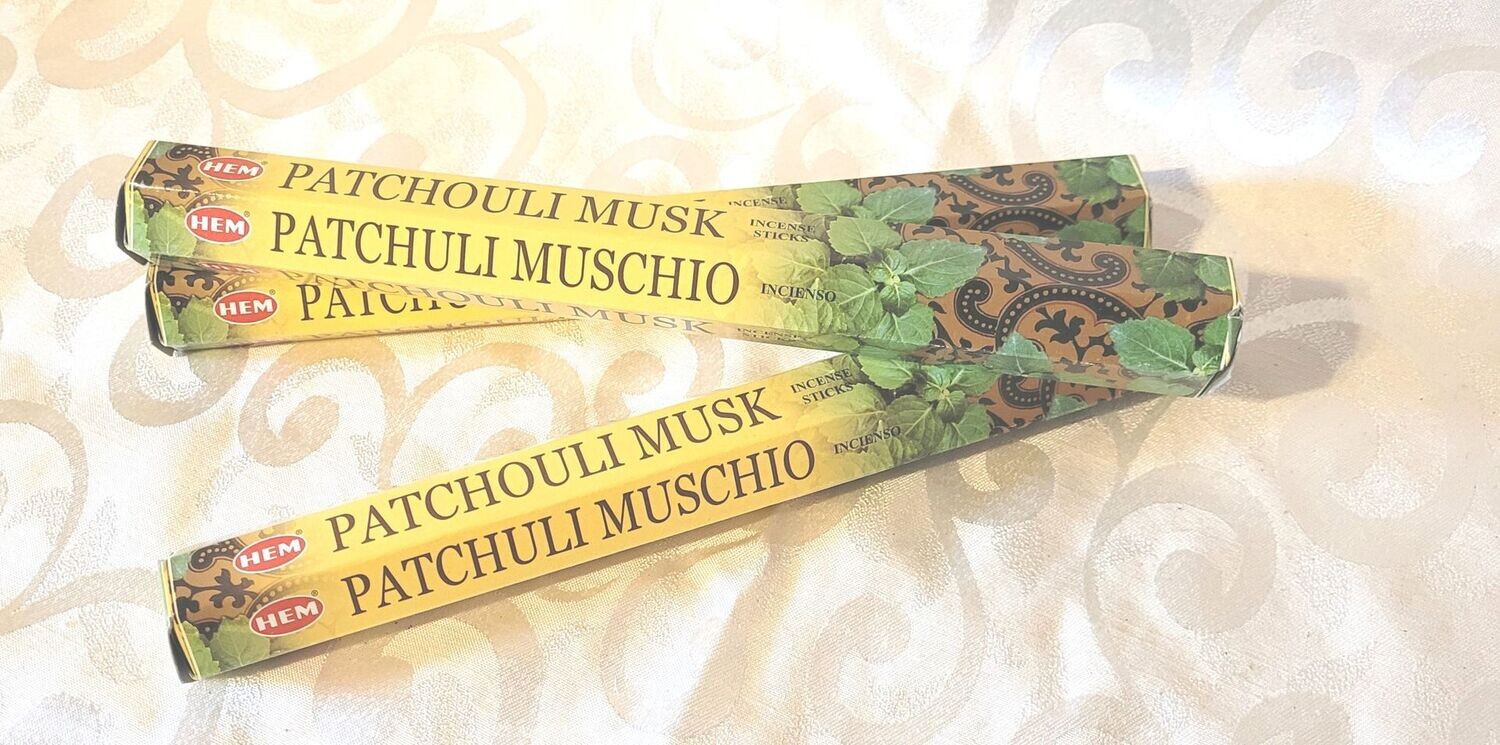 HEM PATCHOULI MUSK INCENSE
HEM PATCHULI MUSCHIO INCENSE STICKS
INCIENSO
HEM
PATCHOULI MUSK
HEM PATCHOULI MUSK INCENSE STICKS
HEM PATCHULI MUSCHIO INCIENSO